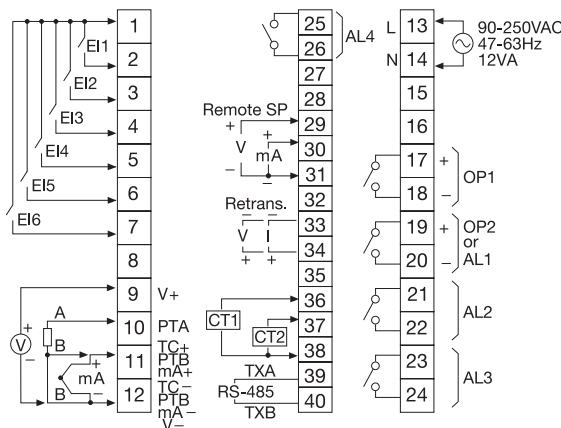 1
2
3
4
5
6
7
8
9
10
11
12
EI1
EI2
EI3
EI4
EI5
EI6
V
+
−
A
B
B
+
mA
−
V+
PTA
TC+
PTB
mA+
TC−
PTB
mA−
V−
25
26
27
28
29
30
31
32
33
34
35
36
37
38
39
40
AL4
Remote SP
+
V
−
+
mA
−
Retrans.
− −
V I
+ +
CT1
CT2
TXA
RS-485
TXB
13
14
15
16
17
18
19
20
21
22
23
24
L
N
90-250VAC
47-63Hz
12VA
+
OP1
−
+
OP2
or
AL1
−
AL2
AL3